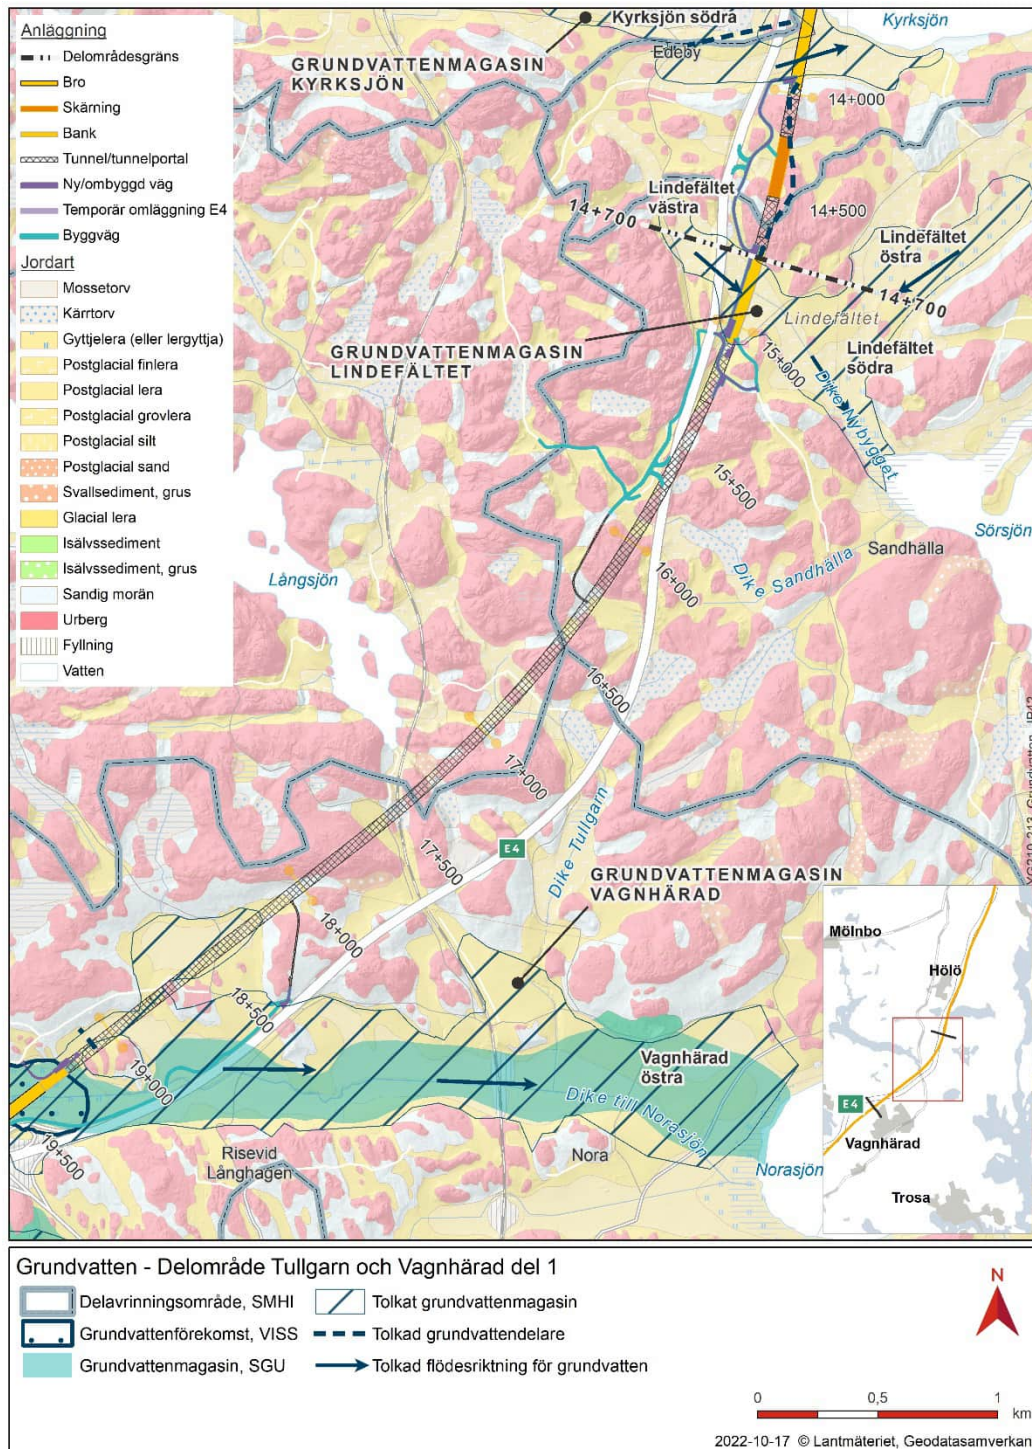 Anläggning
Delområdesgräns
Bro
Skärning
Bank
Tunnel/tunnelportal
Ny/ombyggd väg
Temporär omläggning E4
Byggväg
Jordart
Mossetorv
Kärrtorv
Gyttjelera (eller lergyttja)
Postglacial finlera
Postglacial lera
Postglacial grovlera
Postglacial silt
Postglacial sand
Svallsediment, grus
Glacial lera
Isälvssediment
Isälvssediment, grus
Sandig morän
Urberg
Fyllning
Vatten
Kyrksjön södra
Kyrksjön
Edeby
GRUNDVATTENMAGASIN
KYRKSJÖN
14+000
Lindefältet
västra
14+500
14+700
Lindefältet
östra
14+700
Lindefältet
GRUNDVATTENMAGASIN
LINDEFÄLTET
Lindefältet
södra
15+000
Dike Nybygget
15+500
Sörsjön
Sandhälla
Dike Sandhälla
Långsjön
16+000
16+500
17+000
Dike Tullgarn
17+500
E4
GRUNDVATTENMAGASIN
VAGNHÄRAD
18+000
18+500
Vagnhärad
östra
19+000
Dike till Norasjön
19+500
Risevid
Långhagen
Nora
Norasjön
Mölnbo
Hölö
E4
Vagnhärad
Trosa
Grundvatten - Delområde Tullgarn och Vagnhärad del 1
Delavrinningsområde, SMHI
Tolkat grundvattenmagasin
Grundvattenförekomst, VISS
Tolkad grundvattendelare
Grundvattenmagasin, SGU
Tolkad flödesriktning för grundvatten
N
0 0,5 1
km
2022-10-17 © Lantmäteriet, Geodatasamverkan